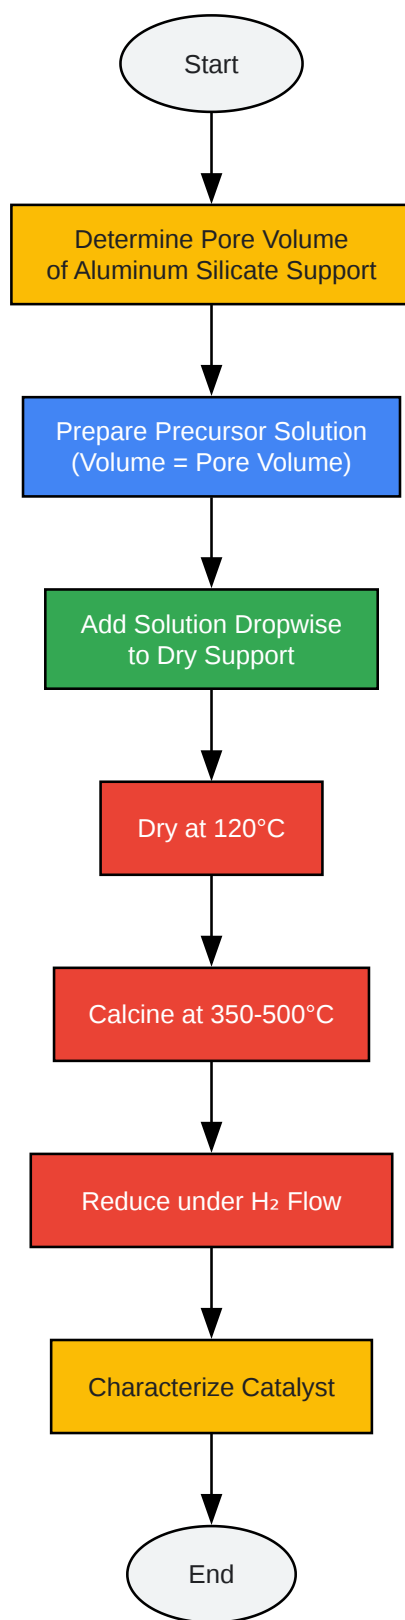 Start
Determine Pore Volume
of Aluminum Silicate Support
Prepare Precursor Solution
(Volume = Pore Volume)
Add Solution Dropwise
to Dry Support
Dry at 120°C
Calcine at 350-500°C
Reduce under H₂ Flow
Characterize Catalyst
End